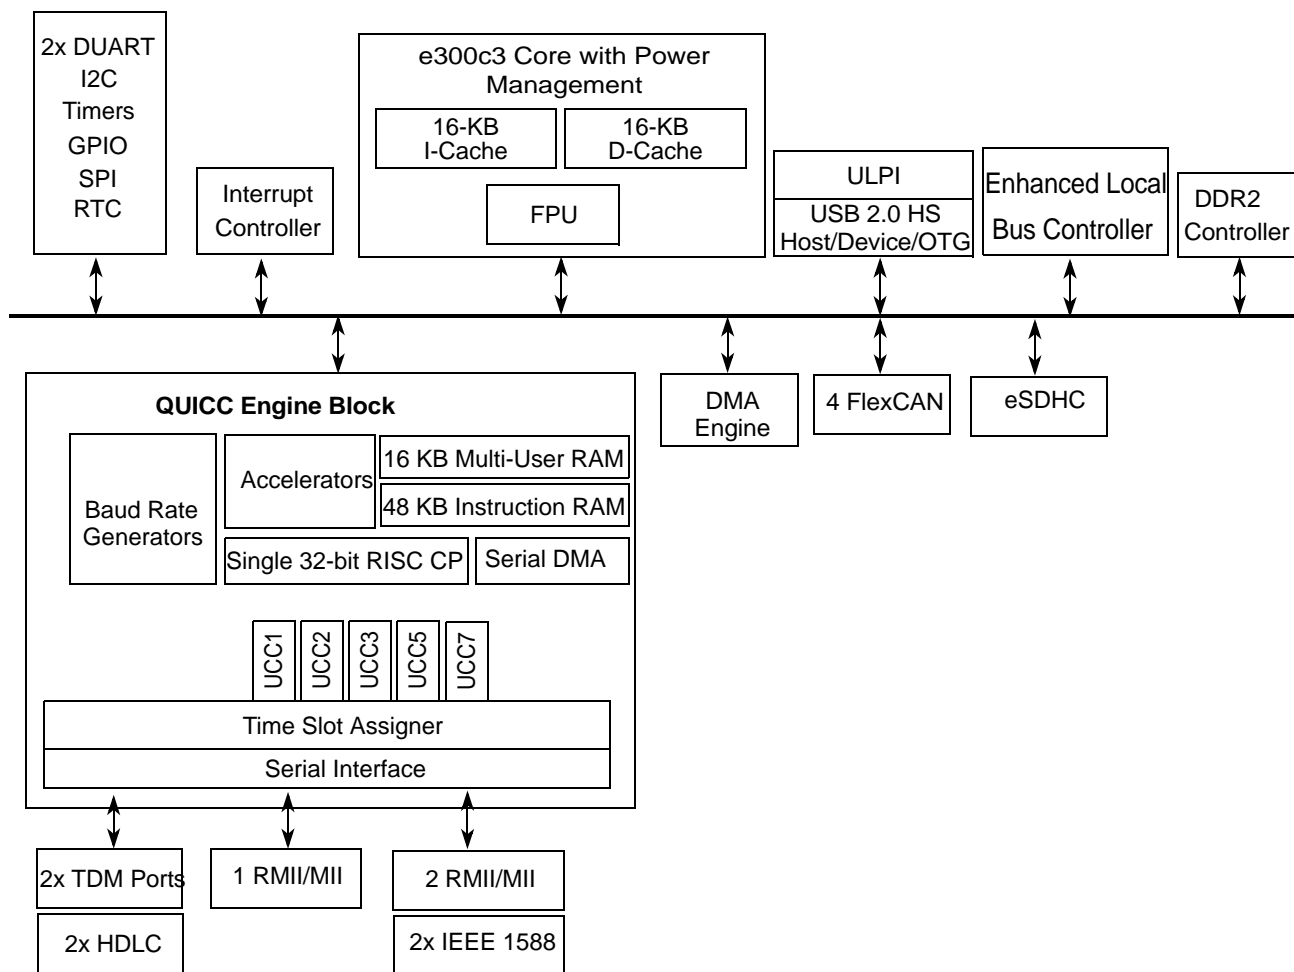 2x DUART
I2C
Timers
GPIO
SPI
RTC
Interrupt
Controller
e300c3 Core with Power
Management
16-KB
I-Cache
16-KB
D-Cache
FPU
ULPI
USB 2.0 HS
Host/Device/OTG
Enhanced Local
Bus Controller
DDR2
Controller
QUICC Engine Block
Baud Rate
Generators
Accelerators
16 KB Multi-User RAM
48 KB Instruction RAM
Single 32-bit RISC CP
Serial DMA
UCC1
UCC2
UCC3
UCC5
UCC7
Time Slot Assigner
Serial Interface
DMA
Engine
4 FlexCAN
eSDHC
2x TDM Ports
2x HDLC
1 RMII/MII
2 RMII/MII
2x IEEE 1588